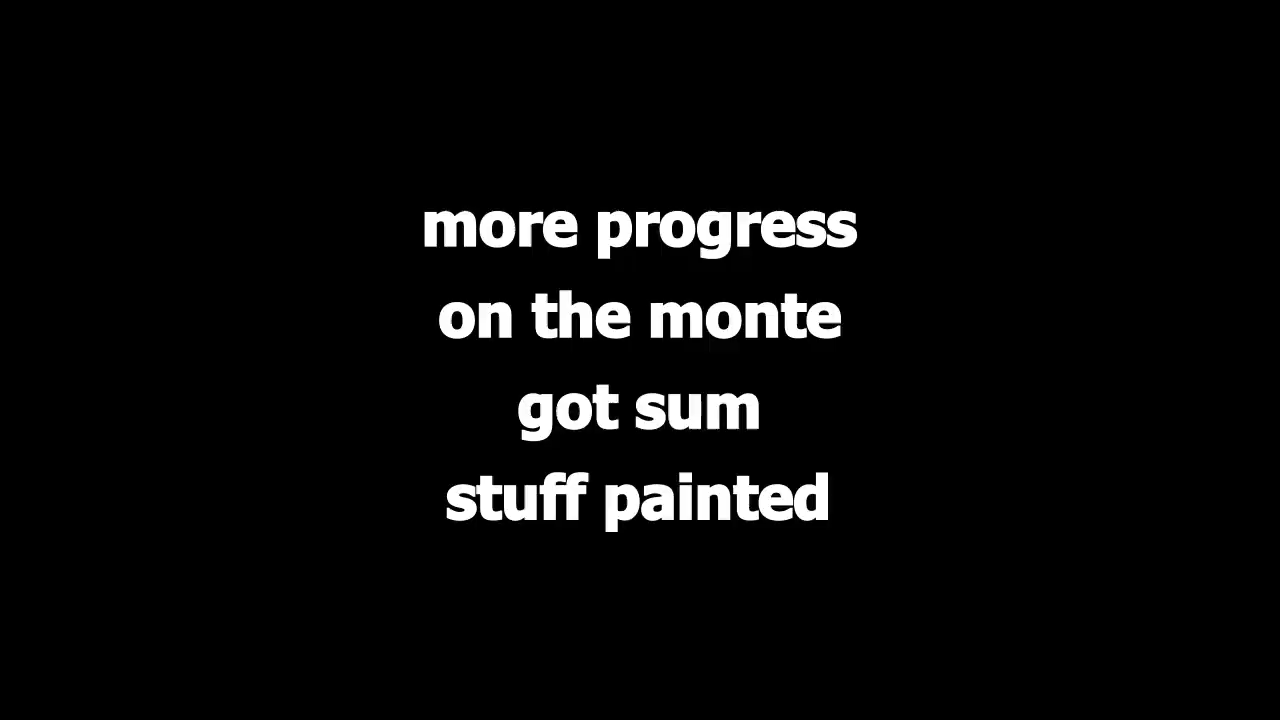 more progress
on the monte
got sum
stuff painted